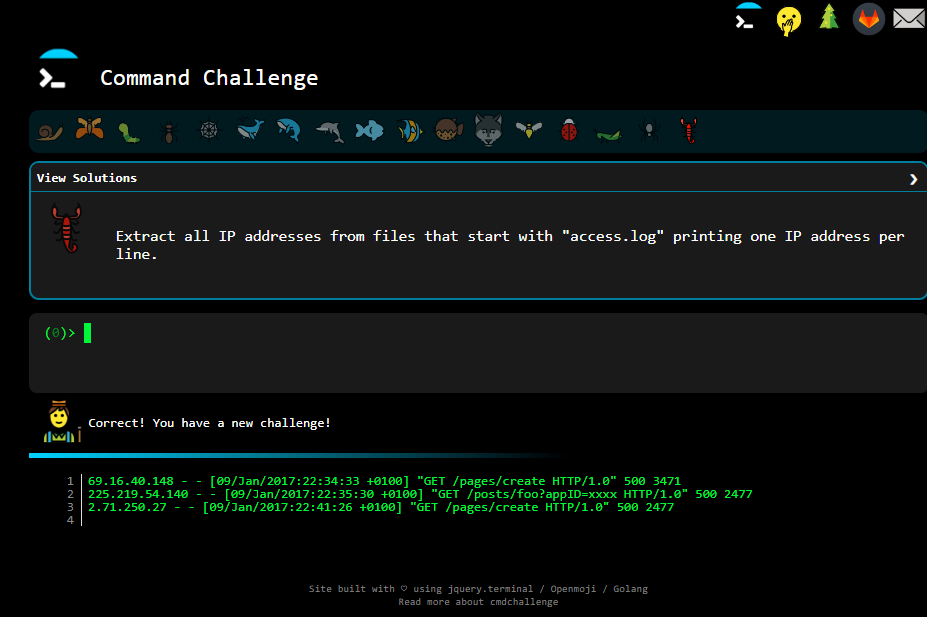 Command Challenge
View Solutions
Extract all IP addresses from files that start with "access.log" printing one IP address per
line.
(0)>
Correct! You have a new challenge!
1 69.16.40.148 - - [09/Jan/2017:22:34:33 +0100] "GET /pages/create HTTP/1.0" 500 3471
2 225.219.54.140 - - [09/Jan/2017:22:35:30 +0100] "GET /posts/foo?appID=xxxx HTTP/1.0" 500 2477
3 2.71.250.27 - - [09/Jan/2017:22:41:26 +0100] "GET /pages/create HTTP/1.0" 500 2477
4
Site built with ♡ using jquery.terminal / Openmoji / Golang
Read more about cmdchallenge